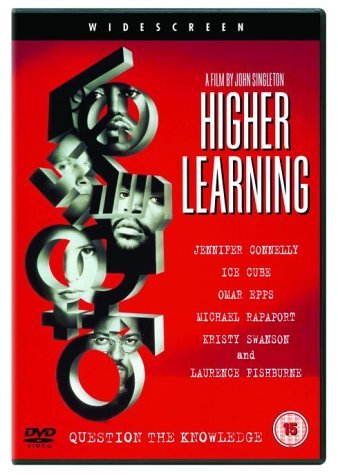 WIDESCREEN
A FILM BY JOHN SINGLETON
HIGHER
LEARNING
JENNIFER CONNELLY
ICE CUBE
OMAR EPPS
MICHAEL RAPAPORT
KRISTY SWANSON
and
LAURENCE FISHBURNE
DVD
VIDEO
15
QUESTION THE KNOWLEDGE